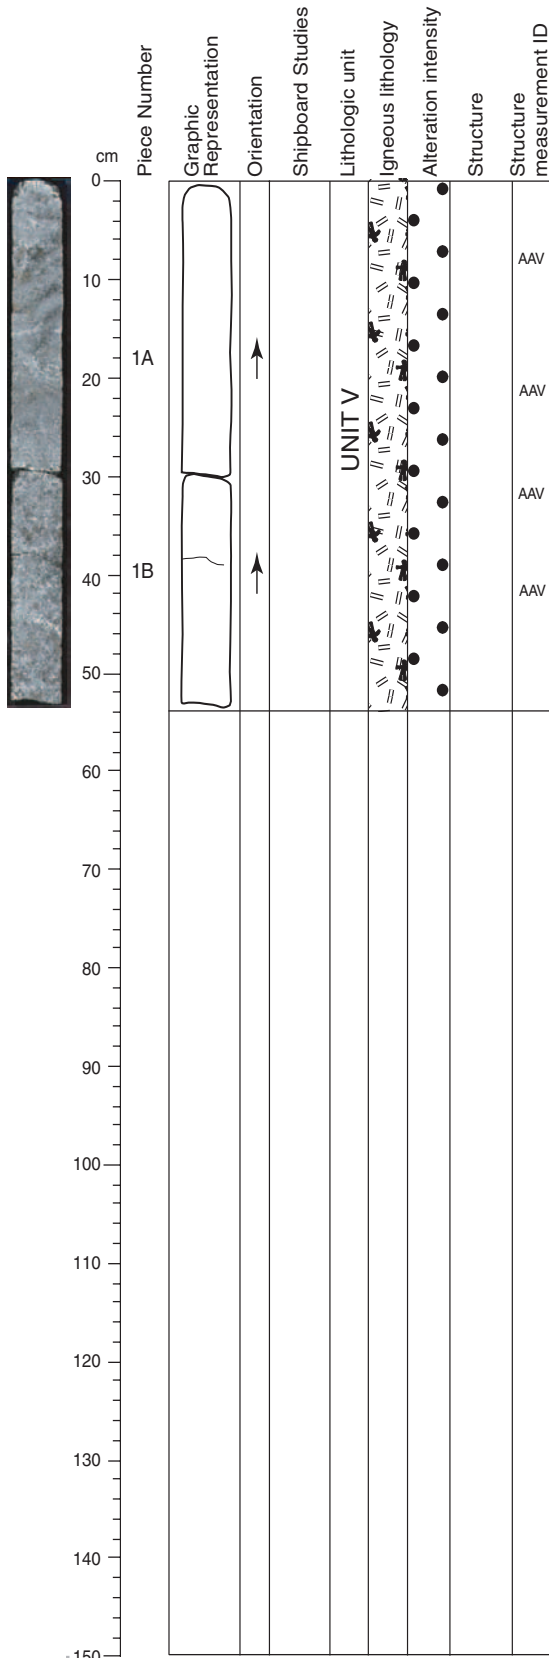 cm
Piece Number
Graphic
Representation
Orientation
Shipboard Studies
Lithologic unit
Igneous lithology
Alteration intensity
Structure
Structure
measurement ID
0
AAV
10
1A
20
AAV
UNIT V
30
AAV
40
1B
AAV
50
60
70
80
90
100
110
120
130
140
150